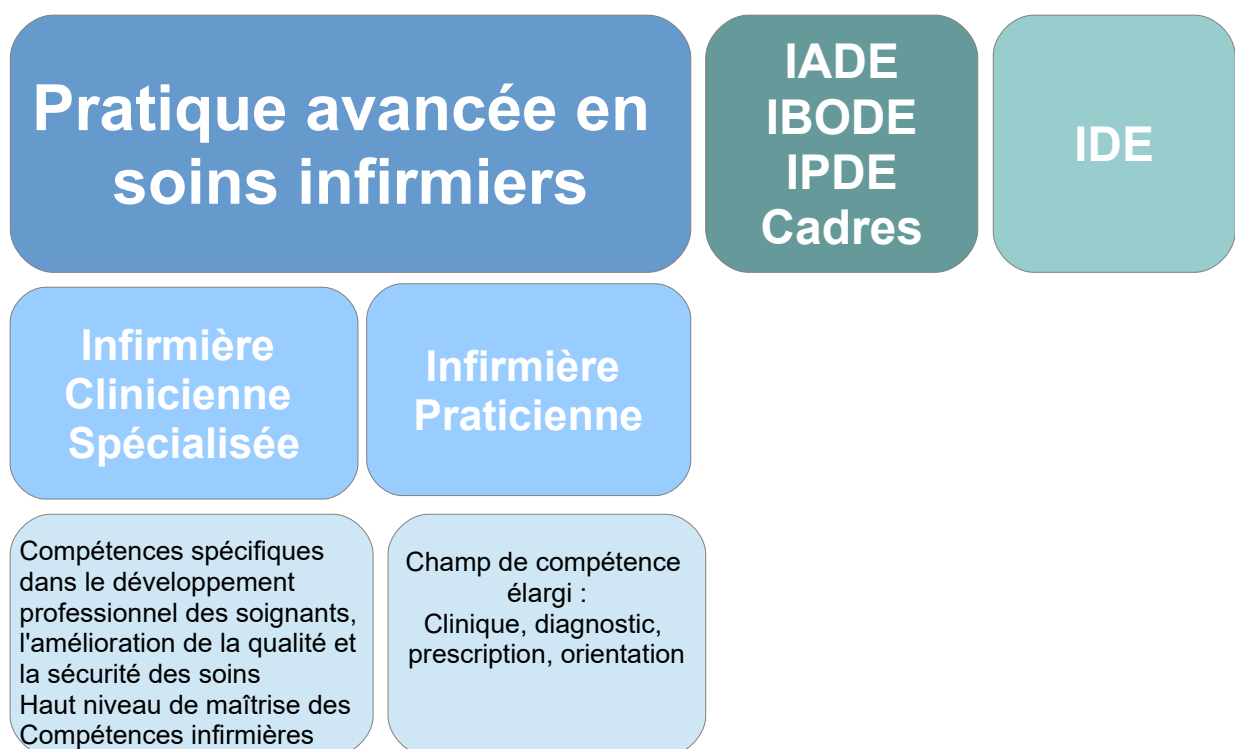 Pratique avancée en
soins infirmiers
IADE
IBODE
IPDE
Cadres
IDE
Infirmière
Clinicienne
Spécialisée
Infirmière
Praticienne
Compétences spécifiques
dans le développement
professionnel des soignants,
l'amélioration de la qualité et
la sécurité des soins
Haut niveau de maîtrise des
Compétences infirmières
Champ de compétence
élargi :
Clinique, diagnostic,
prescription, orientation